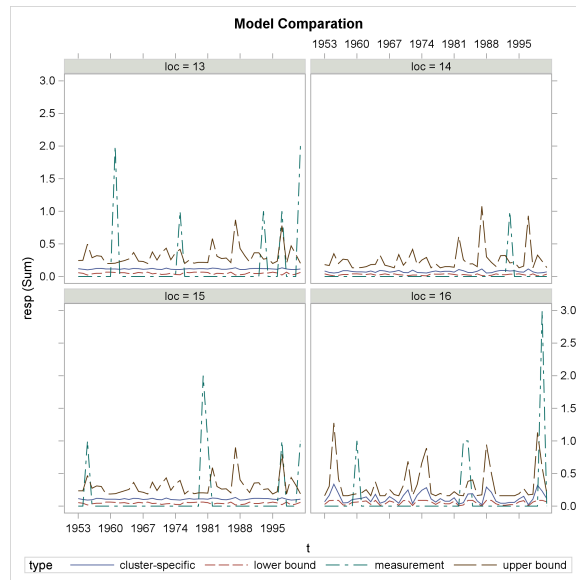 Model Comparation
1953 1960 1967 1974 1981 1988 1995
loc = 13 loc = 14
3.0
2.5
2.0
1.5
1.0
0.5
0.0
resp (Sum)
loc = 15 loc = 16
3.0
2.5
2.0
1.5
1.0
0.5
0.0
1953 1960 1967 1974 1981 1988 1995
t
type cluster-specific lower bound measurement upper bound